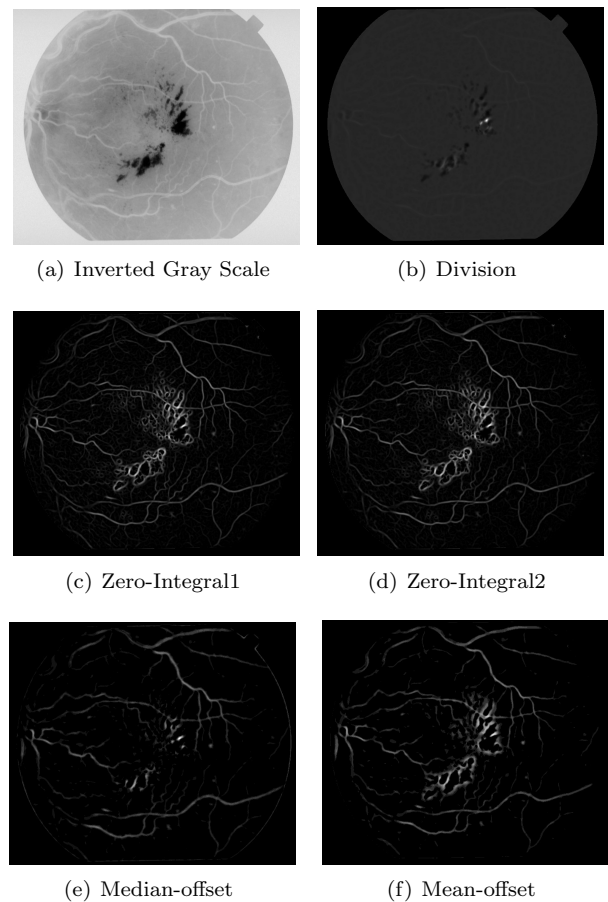 (a) Inverted Gray Scale
(b) Division
(c) Zero-Integral1
(d) Zero-Integral2
(e) Median-offset
(f) Mean-offset